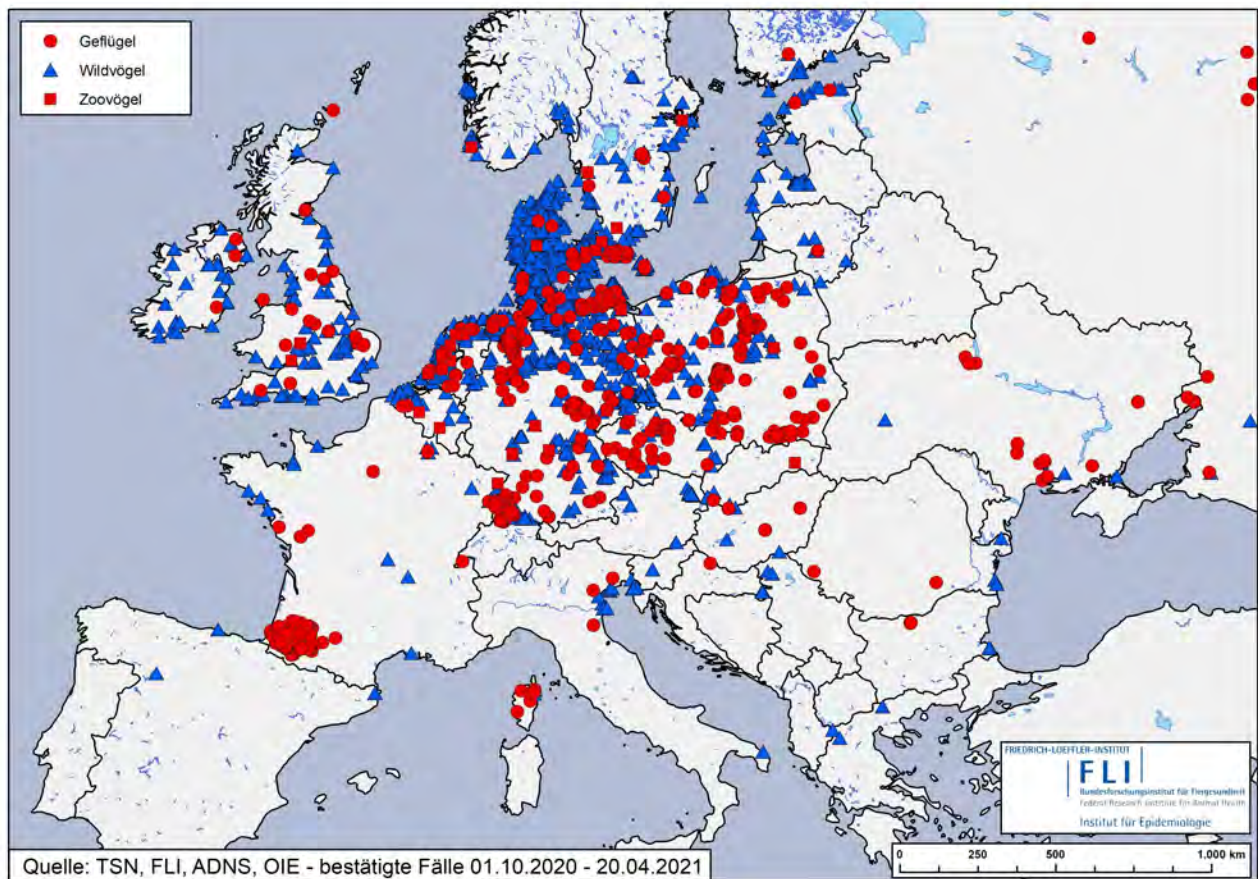 Geflügel
Wildvögel
Zoovögel
FRIEDRICH-LOEFFLER-INSTITUT
FLI
Bundesforschungsinstitut für Tiergesundheit
Federal Research Institute for Animal Health
Institut für Epidemiologie
Quelle: TSN, FLI, ADNS, OIE - bestätigte Fälle 01.10.2020 - 20.04.2021
0 250 500 1,000 km